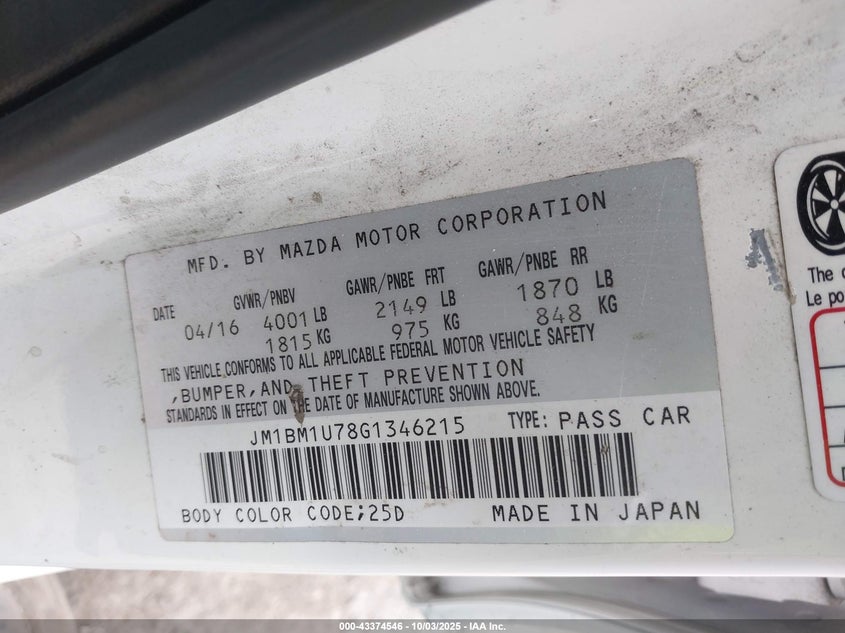 MFD. BY MAZDA MOTOR CORPORATION
DATE GVWR/PNBV GAWR/PNBE FRT GAWR/PNBE RR
04/16 4001 LB 2149 LB 1870 LB
1815 KG 975 KG 848 KG
THIS VEHICLE CONFORMS TO ALL APPLICABLE FEDERAL MOTOR VEHICLE SAFETY
,BUMPER,AND THEFT PREVENTION
STANDARDS IN EFFECT ON THE DATE OF MANUFACTURE SHOWN ABOVE.
JM1BM1U78G1346215 TYPE: PASS CAR
BODY COLOR CODE;25D MADE IN JAPAN
The
Le po
000-43374546 - 10/03/2025 - IAA Inc.